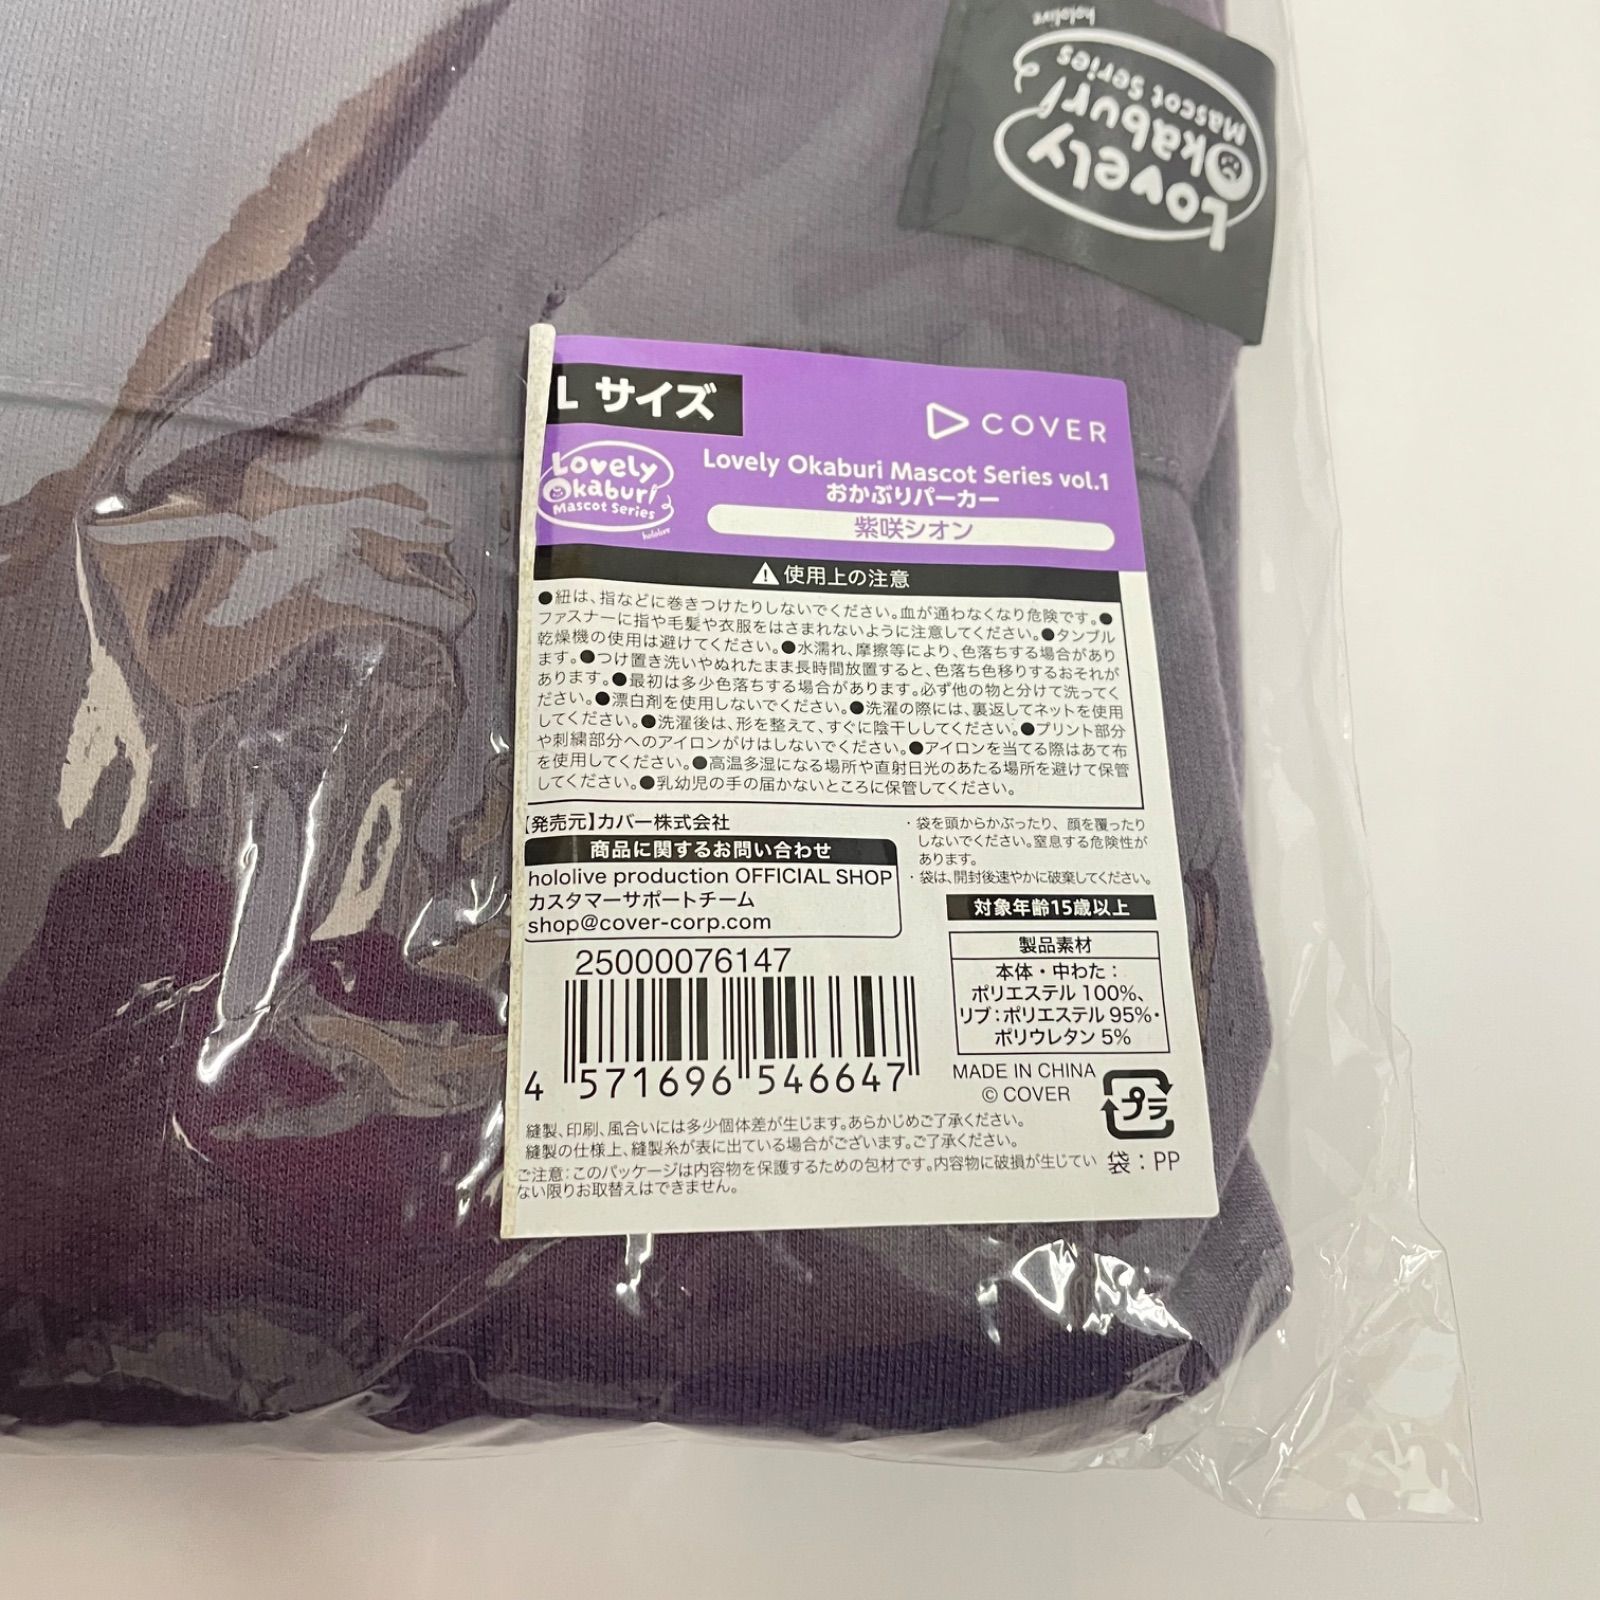 hololive
Lovely
Okaburi
Mascot Series
L サイズ
COVER
Lovely
Okaburi
Mascot Series
hololive
Lovely Okaburi Mascot Series vol.1
おかぶりパーカー
紫咲シオン
使用上の注意
●紐は、指などに巻きつけたりしないでください。血が通わなくなり危険です。●
ファスナーに指や毛髪や衣服をはさまれないように注意してください。●タンブル
乾燥機の使用は避けてください。●水濡れ、摩擦等により、色落ちする場合があり
ます。●つけ置き洗いやぬれたまま長時間放置すると、色落ち色移りするおそれが
あります。●最初は多少色落ちする場合があります。必ず他の物と分けて洗ってく
ださい。●漂白剤を使用しないでください。●洗濯の際には、裏返してネットを使用
してください。●洗濯後は、形を整えて、すぐに陰干ししてください。●プリント部分
や刺繍部分へのアイロンがけはしないでください。●アイロンを当てる際はあて布
を使用してください。●高温多湿になる場所や直射日光のあたる場所を避けて保管
してください。●乳幼児の手の届かないところに保管してください。
【発売元】カバー株式会社
商品に関するお問い合わせ
hololive production OFFICIAL SHOP
カスタマーサポートチーム
shop@cover-corp.com
・袋を頭からかぶったり、顔を覆ったり
しないでください。窒息する危険性が
あります。
・袋は、開封後速やかに破棄してください。
対象年齢15歳以上
製品素材
本体・中わた：
ポリエステル 100%、
リブ：ポリエステル 95%・
ポリウレタン 5%
25000076147
4 571696 546647
MADE IN CHINA
© COVER
プラ
袋：PP
縫製、印刷、風合いには多少個体差が生じます。あらかじめご了承ください。
縫製の仕様上、縫製糸が表に出ている場合がございます。ご了承ください。
ご注意：このパッケージは内容物を保護するための包材です。内容物に破損が生じてい
ない限りお取替えはできません。